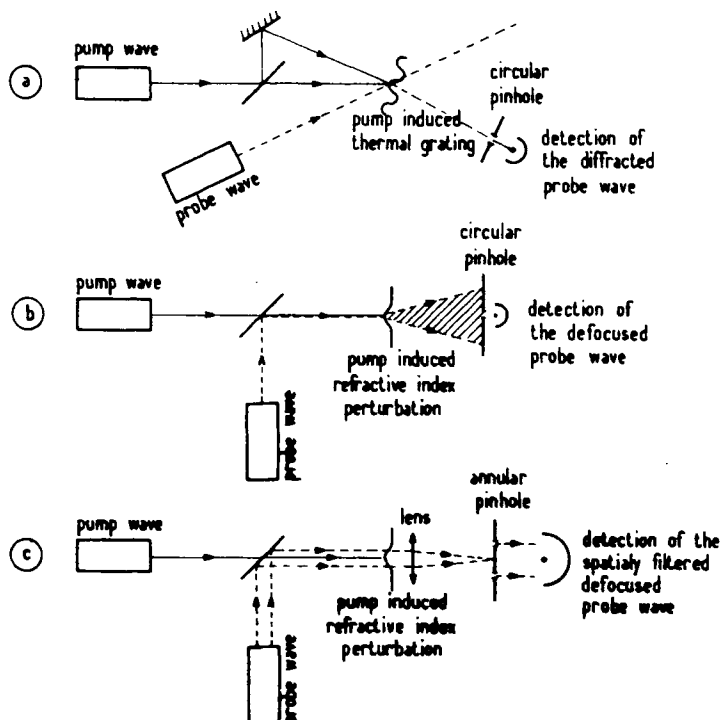 a
pump wave
circular
pinhole
pump induced
thermal grating
detection of
the diffracted
probe wave
probe wave
b
pump wave
circular
pinhole
detection of
the defocused
probe wave
pump induced
refractive index
perturbation
probe wave
c
pump wave
lens
annular
pinhole
detection of the
spatialy filtered
defocused
probe wave
pump induced
refractive index
perturbation
probe wave